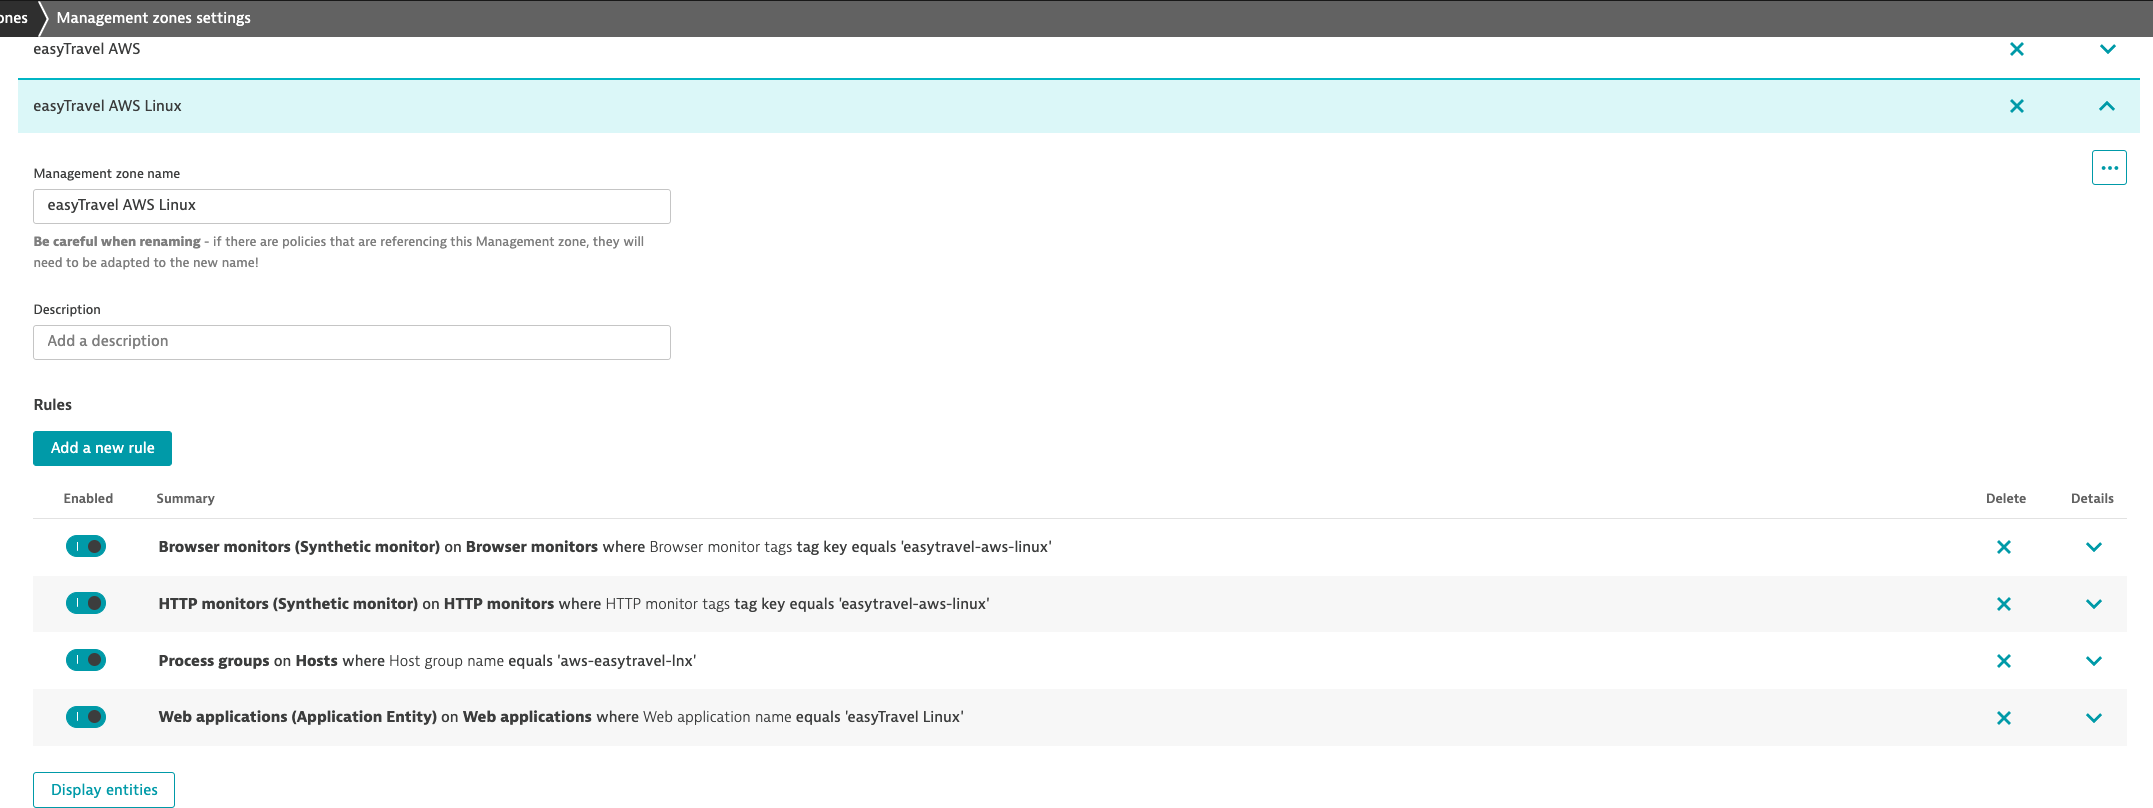 ones
Management zones settings
easyTravel AWS
easyTravel AWS Linux
Management zone name
easyTravel AWS Linux
Be careful when renaming - if there are policies that are referencing this Management zone, they will
need to be adapted to the new name!
Description
Add a description
Rules
Add a new rule
Enabled Summary Delete Details
Browser monitors (Synthetic monitor) on Browser monitors where Browser monitor tags tag key equals 'easytravel-aws-linux'
HTTP monitors (Synthetic monitor) on HTTP monitors where HTTP monitor tags tag key equals 'easytravel-aws-linux'
Process groups on Hosts where Host group name equals 'aws-easytravel-lnx'
Web applications (Application Entity) on Web applications where Web application name equals 'easyTravel Linux'
Display entities